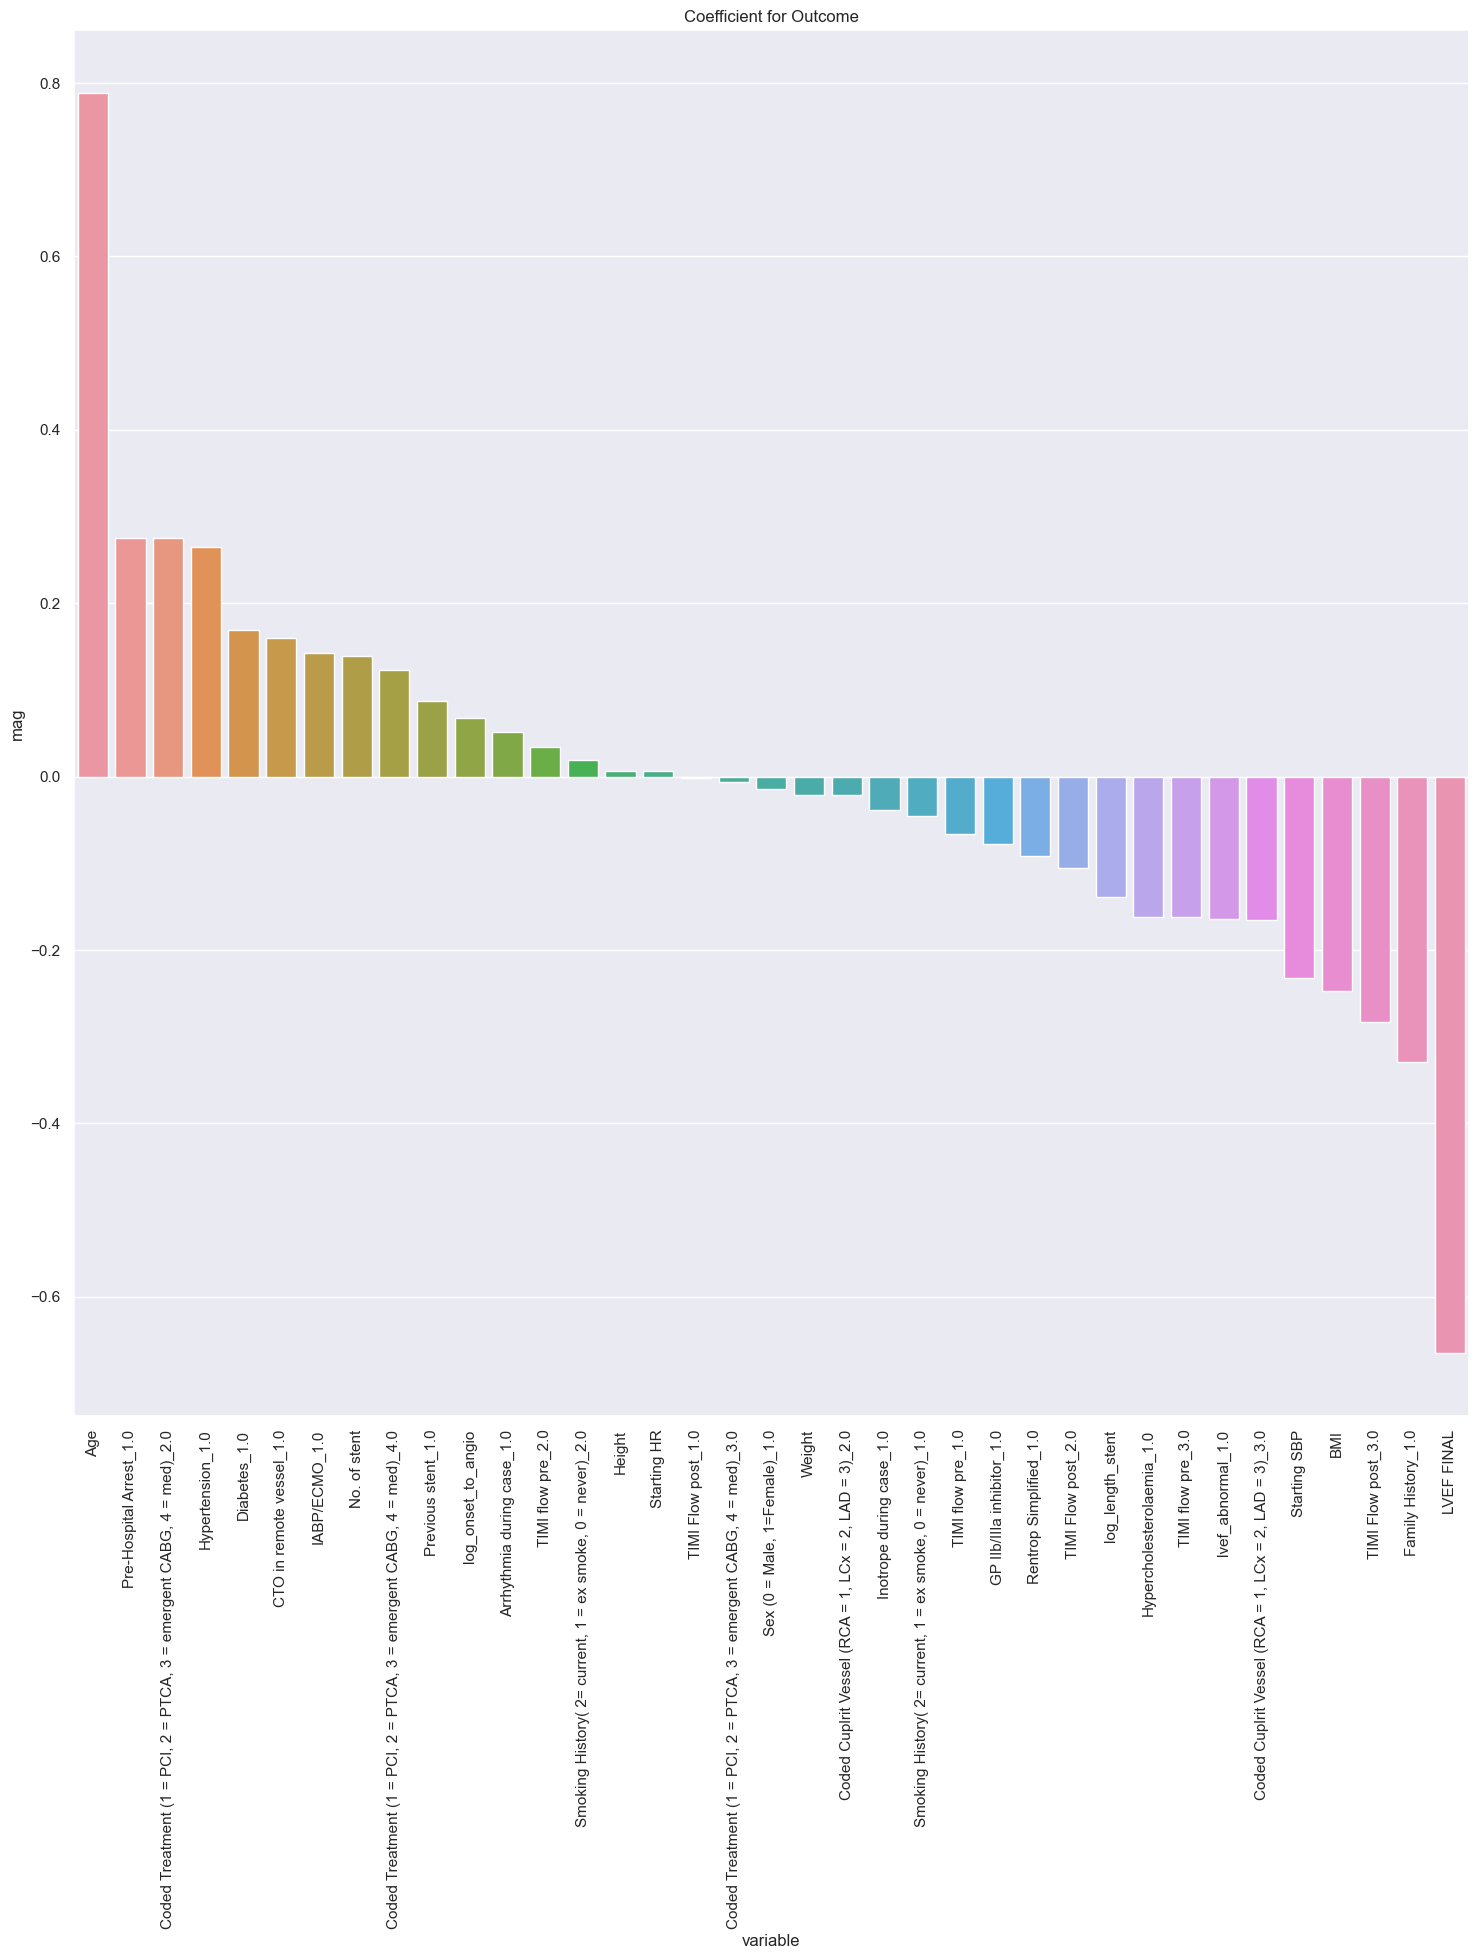 Coefficient for Outcome
0.8
0.6
0.4
0.2
0.0
−0.2
−0.4
−0.6
mag
Age
Pre-Hospital Arrest_1.0
Coded Treatment (1 = PCI, 2 = PTCA, 3 = emergent CABG, 4 = med)_2.0
Hypertension_1.0
Diabetes_1.0
CTO in remote vessel_1.0
IABP/ECMO_1.0
No. of stent
Coded Treatment (1 = PCI, 2 = PTCA, 3 = emergent CABG, 4 = med)_4.0
Previous stent_1.0
log_onset_to_angio
Arrhythmia during case_1.0
TIMI flow pre_2.0
Smoking History( 2= current, 1 = ex smoke, 0 = never)_2.0
Height
Starting HR
TIMI Flow post_1.0
Coded Treatment (1 = PCI, 2 = PTCA, 3 = emergent CABG, 4 = med)_3.0
Sex (0 = Male, 1=Female)_1.0
Weight
Coded Cuplrit Vessel (RCA = 1, LCx = 2, LAD = 3)_2.0
Inotrope during case_1.0
Smoking History( 2= current, 1 = ex smoke, 0 = never)_1.0
TIMI flow pre_1.0
GP IIb/IIIa inhibitor_1.0
Rentrop Simplified_1.0
TIMI Flow post_2.0
log_length_stent
Hypercholesterolaemia_1.0
TIMI flow pre_3.0
lvef_abnormal_1.0
Coded Cuplrit Vessel (RCA = 1, LCx = 2, LAD = 3)_3.0
Starting SBP
BMI
TIMI Flow post_3.0
Family History_1.0
LVEF FINAL
variable